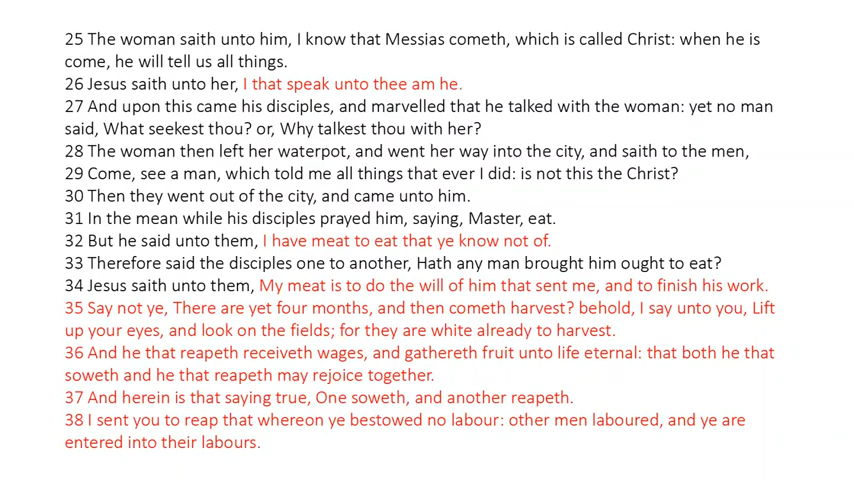 25 The woman saith unto him, I know that Messias cometh, which is called Christ: when he is
come, he will tell us all things.
26 Jesus saith unto her, I that speak unto thee am he.
27 And upon this came his disciples, and marvelled that he talked with the woman: yet no man
said, What seekest thou? or, Why talkest thou with her?
28 The woman then left her waterpot, and went her way into the city, and saith to the men,
29 Come, see a man, which told me all things that ever I did: is not this the Christ?
30 Then they went out of the city, and came unto him.
31 In the mean while his disciples prayed him, saying, Master, eat.
32 But he said unto them, I have meat to eat that ye know not of.
33 Therefore said the disciples one to another, Hath any man brought him ought to eat?
34 Jesus saith unto them, My meat is to do the will of him that sent me, and to finish his work.
35 Say not ye, There are yet four months, and then cometh harvest? behold, I say unto you, Lift
up your eyes, and look on the fields; for they are white already to harvest.
36 And he that reapeth receiveth wages, and gathereth fruit unto life eternal: that both he that
soweth and he that reapeth may rejoice together.
37 And herein is that saying true, One soweth, and another reapeth.
38 I sent you to reap that whereon ye bestowed no labour: other men laboured, and ye are
entered into their labours.